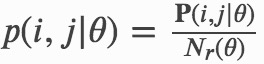 p(i, j|θ) = P(i,j|θ) / N_r(θ)